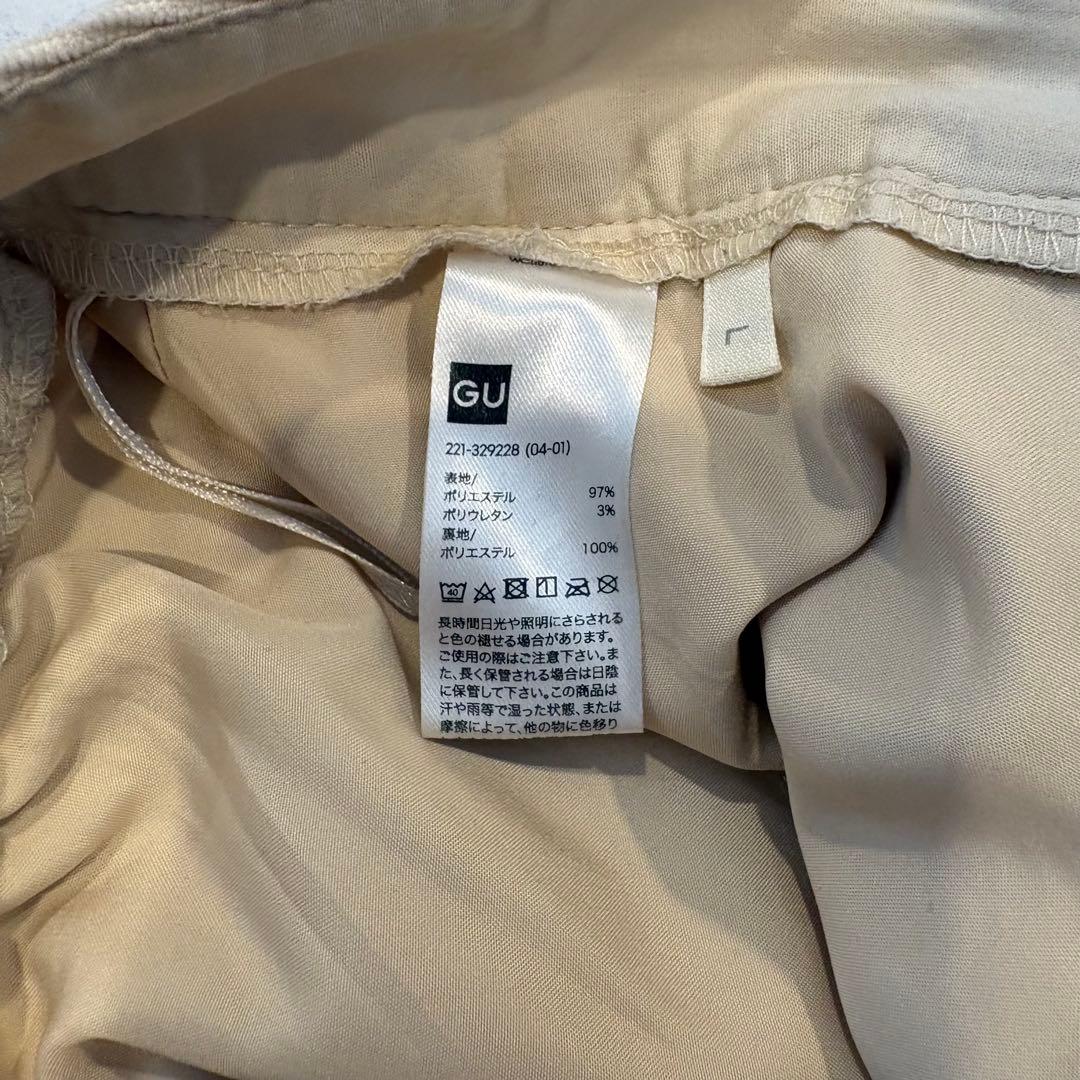 L
GU
221-329228 (04-01)
表地/
ポリエステル 97%
ポリウレタン 3%
裏地/
ポリエステル 100%
40
長時間日光や照明にさらされる
と色の褪せる場合があります。
ご使用の際はご注意下さい。ま
た、長く保管される場合は日陰
に保管して下さい。この商品は
汗や雨等で湿った状態、または
摩擦によって、他の物に色移り